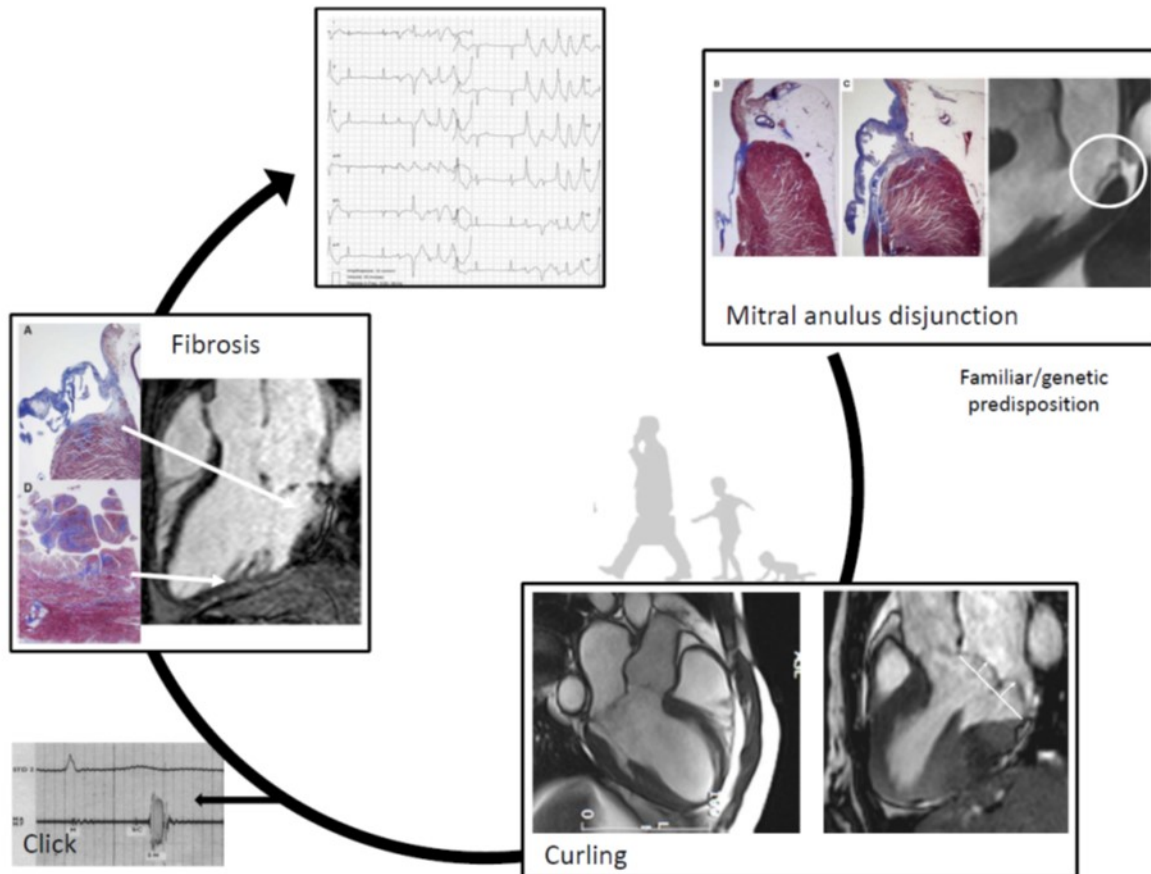 B
C
Mitral anulus disjunction
Familiar/genetic
predisposition
A
Fibrosis
D
Click
Curling